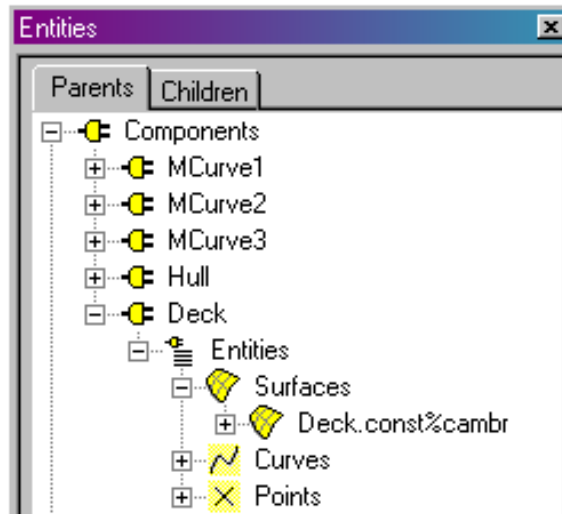 Entities
Parents Children
Components
MCurve1
MCurve2
MCurve3
Hull
Deck
Entities
Surfaces
Deck.const%cambr
Curves
Points